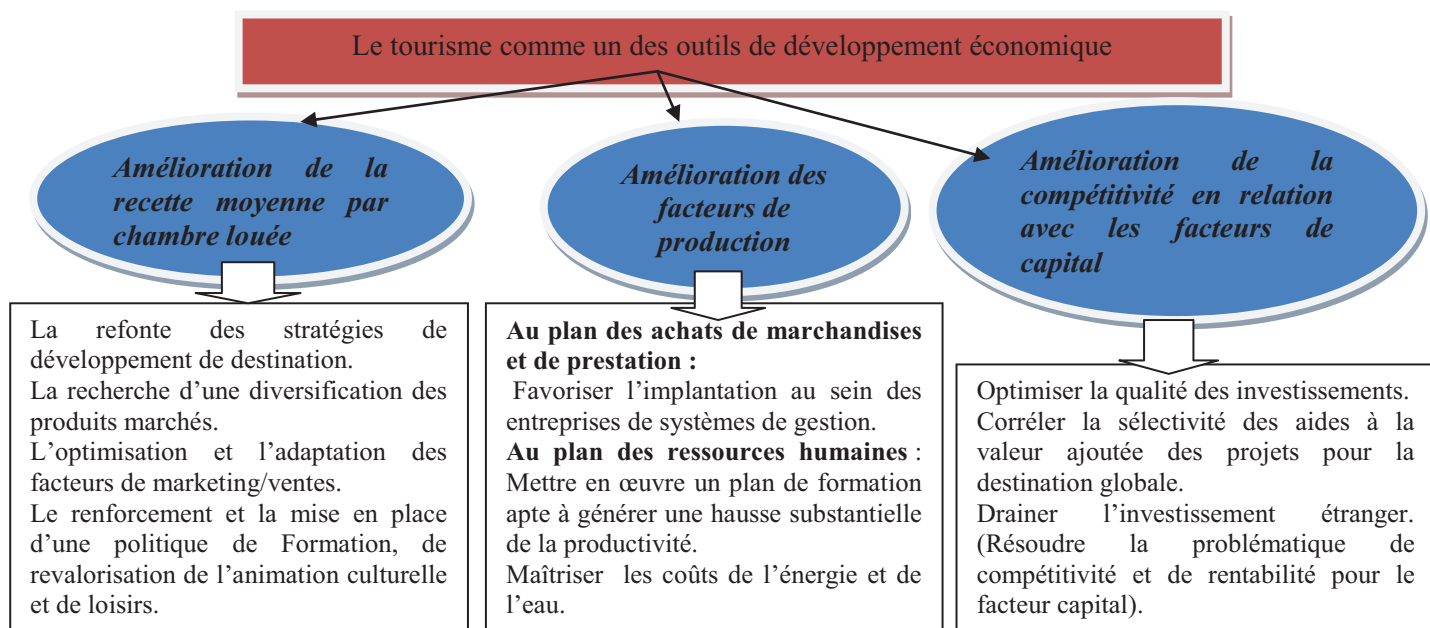 Le tourisme comme un des outils de développement économique
Amélioration de la
recette moyenne par
chambre louée
Amélioration des
facteurs de
production
Amélioration de la
compétitivité en relation
avec les facteurs de
capital
La refonte des stratégies de
développement de destination.
La recherche d’une diversification des
produits marchés.
L’optimisation et l’adaptation des
facteurs de marketing/ventes.
Le renforcement et la mise en place
d’une politique de Formation, de
revalorisation de l’animation culturelle
et de loisirs.
Au plan des achats de marchandises
et de prestation :
Favoriser l’implantation au sein des
entreprises de systèmes de gestion.
Au plan des ressources humaines :
Mettre en œuvre un plan de formation
apte à générer une hausse substantielle
de la productivité.
Maîtriser les coûts de l’énergie et de
l’eau.
Optimiser la qualité des investissements.
Corréler la sélectivité des aides à la
valeur ajoutée des projets pour la
destination globale.
Drainer l’investissement étranger.
(Résoudre la problématique de
compétitivité et de rentabilité pour le
facteur capital).